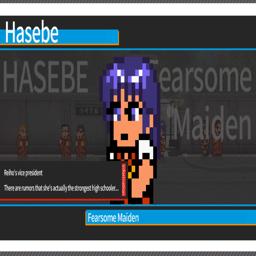 Hasebe
HASEBE
Fearsome
Maiden
Reiho's vice president
There are rumors that she's actually the strongest high schooler...
Fearsome Maiden